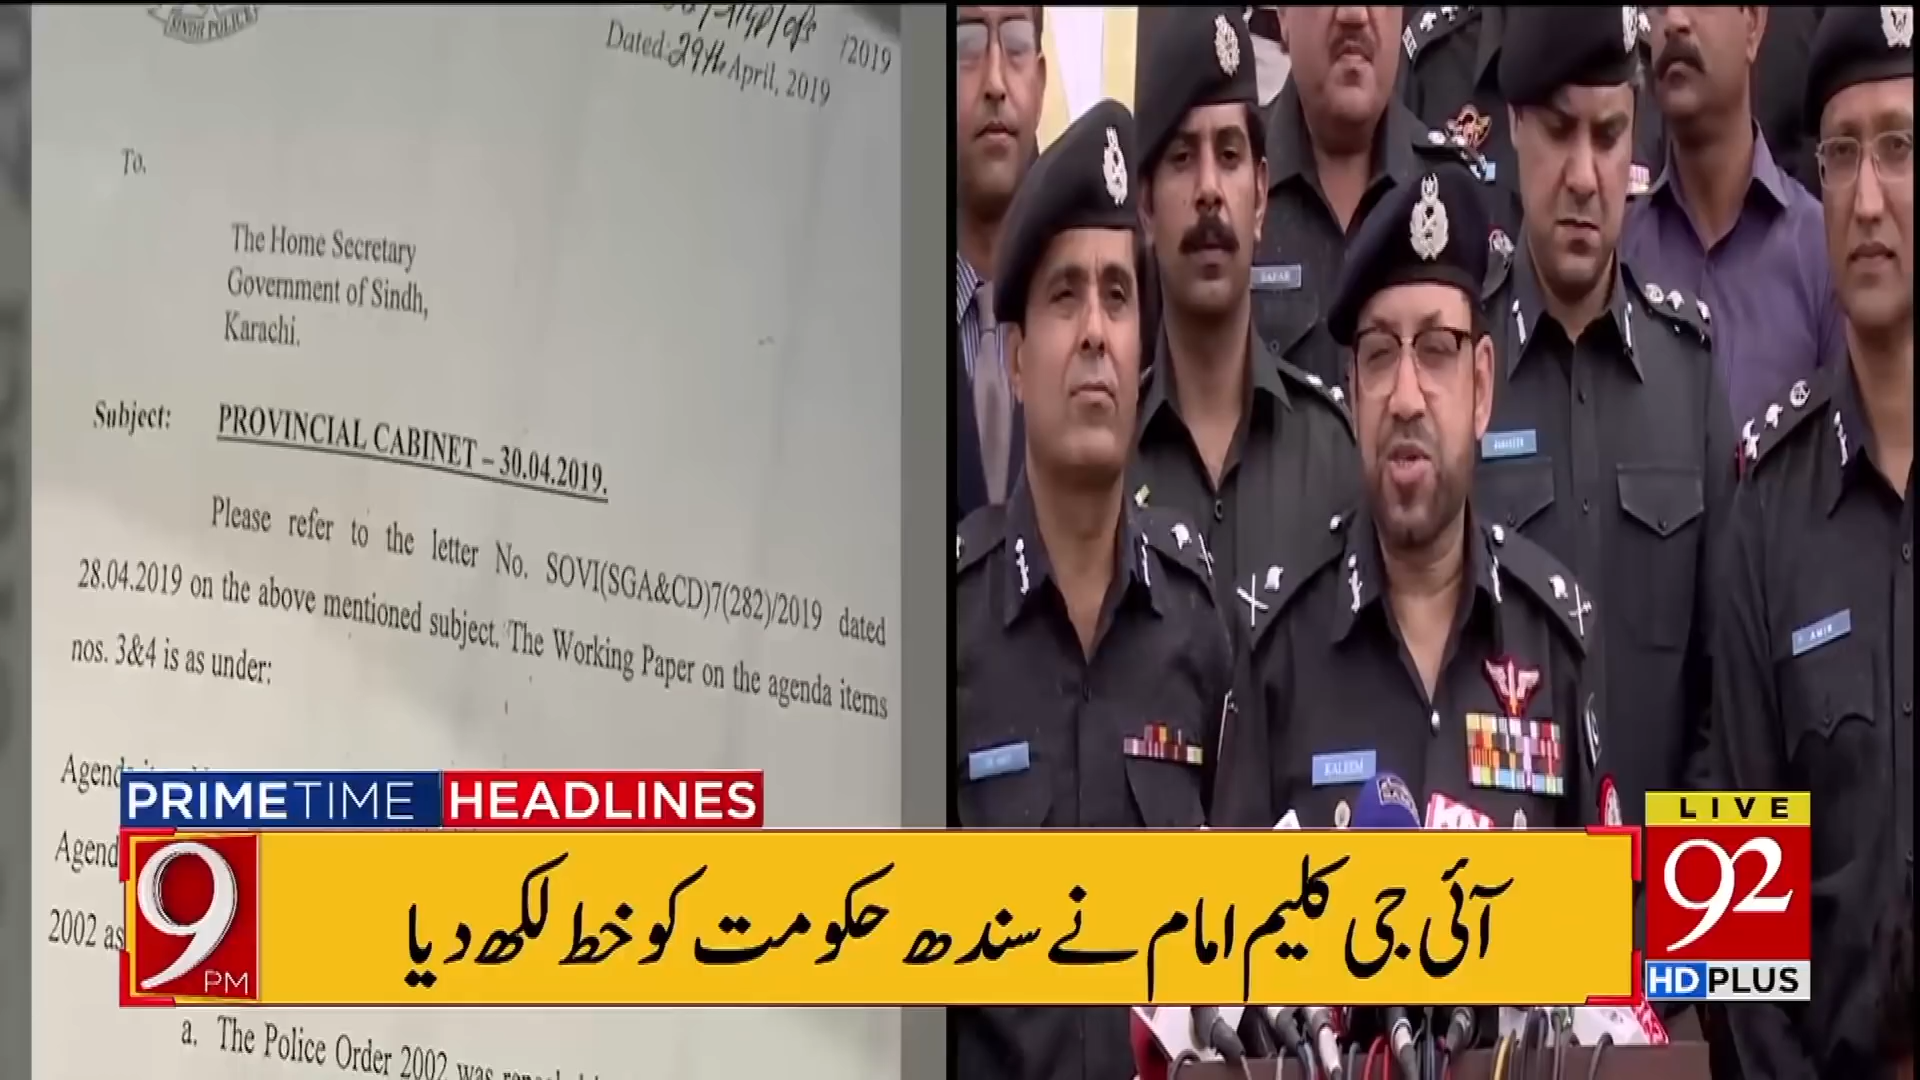 SINDH POLICE
/2019
Dated: 29th April, 2019
To.
The Home Secretary
Government of Sindh,
Karachi.
Subject: PROVINCIAL CABINET – 30.04.2019.
Please refer to the letter No. SOVI(SGA&CD)7(282)/2019 dated
28.04.2019 on the above mentioned subject. The Working Paper on the agenda items
nos. 3&4 is as under:
Agend
2002 as
a. The Police Order 2002 was
KALEEM
AMIR
PRIMETIME HEADLINES
9 PM
آئی جی کلیم امام نے سندھ حکومت کو خط لکھ دیا
LIVE
92
HD PLUS